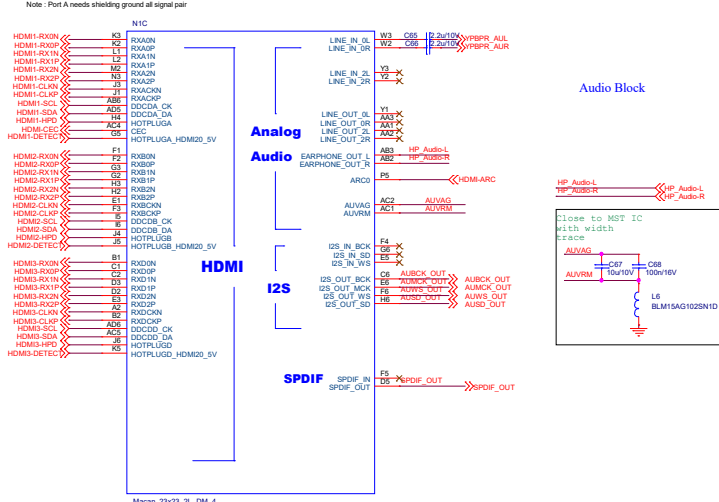 Note : Port A needs shielding ground all signal pair
N1C
HDMI1-RX0N K3 RXA0N
HDMI1-RX0P K2 RXA0P
HDMI1-RX1N L1 RXA1N
HDMI1-RX1P L2 RXA1P
HDMI1-RX2N M2 RXA2N
HDMI1-RX2P N3 RXA2P
HDMI1-CLKN J3 RXACKN
HDMI1-CLKP J1 RXACKP
HDMI1-SCL AB6 DDCDA_CK
HDMI1-SDA AD5 DDCDA_DA
HDMI1-HPD H4 HOTPLUGA
HDMI-CEC AC4 CEC
HDMI1-DETECT G5 HOTPLUGA_HDMI20_5V
HDMI2-RX0N F1 RXB0N
HDMI2-RX0P F2 RXB0P
HDMI2-RX1N G3 RXB1N
HDMI2-RX1P G2 RXB1P
HDMI2-RX2N H3 RXB2N
HDMI2-RX2P H2 RXB2P
HDMI2-CLKN E1 RXBCKN
HDMI2-CLKP F3 RXBCKP
HDMI2-SCL I5 DDCDB_CK
HDMI2-SDA I6 DDCDB_DA
HDMI2-HPD J4 HOTPLUGB
HDMI2-DETECT J5 HOTPLUGB_HDMI20_5V
HDMI3-RX0N B1 RXD0N
HDMI3-RX0P C1 RXD0P
HDMI3-RX1N C2 RXD1N
HDMI3-RX1P D3 RXD1P
HDMI3-RX2N D2 RXD2N
HDMI3-RX2P E3 RXD2P
HDMI3-CLKN A2 RXDCKN
HDMI3-CLKP B2 RXDCKP
HDMI3-SCL AD6 DDCDD_CK
HDMI3-SDA AC5 DDCDD_DA
HDMI3-HPD J6 HOTPLUGD
HDMI3-DETECT K5 HOTPLUGD_HDMI20_5V
HDMI
Analog
Audio
I2S
SPDIF
LINE_IN_0L W3 C65 2.2u/10V YPBPR_AUL
LINE_IN_0R W2 C66 2.2u/10V YPBPR_AUR
LINE_IN_2L Y3
LINE_IN_2R Y2
LINE_OUT_0L Y1
LINE_OUT_0R AA3
LINE_OUT_2L AA1
LINE_OUT_2R AA2
EARPHONE_OUT_L AB3 HP_Audio-L
EARPHONE_OUT_R AB2 HP_Audio-R
ARC0 P5 HDMI-ARC
AUVAG AC2 AUVAG
AUVRM AC1 AUVRM
I2S_IN_BCK F4
I2S_IN_SD G6
I2S_IN_WS E5
I2S_OUT_BCK C6 AUBCK_OUT AUBCK_OUT
I2S_OUT_MCK E6 AUMCK_OUT AUMCK_OUT
I2S_OUT_WS F6 AUWS_OUT AUWS_OUT
I2S_OUT_SD H6 AUSD_OUT AUSD_OUT
SPDIF_IN F5
SPDIF_OUT D5 SPDIF_OUT SPDIF_OUT
Macan_23x23_2L_DM_4
Audio Block
HP_Audio-L HP_Audio-L
HP_Audio-R HP_Audio-R
Close to MST IC
with width
trace
AUVAG
C67 C68
10u/10V 100n/16V
AUVRM
L6
BLM15AG102SN1D